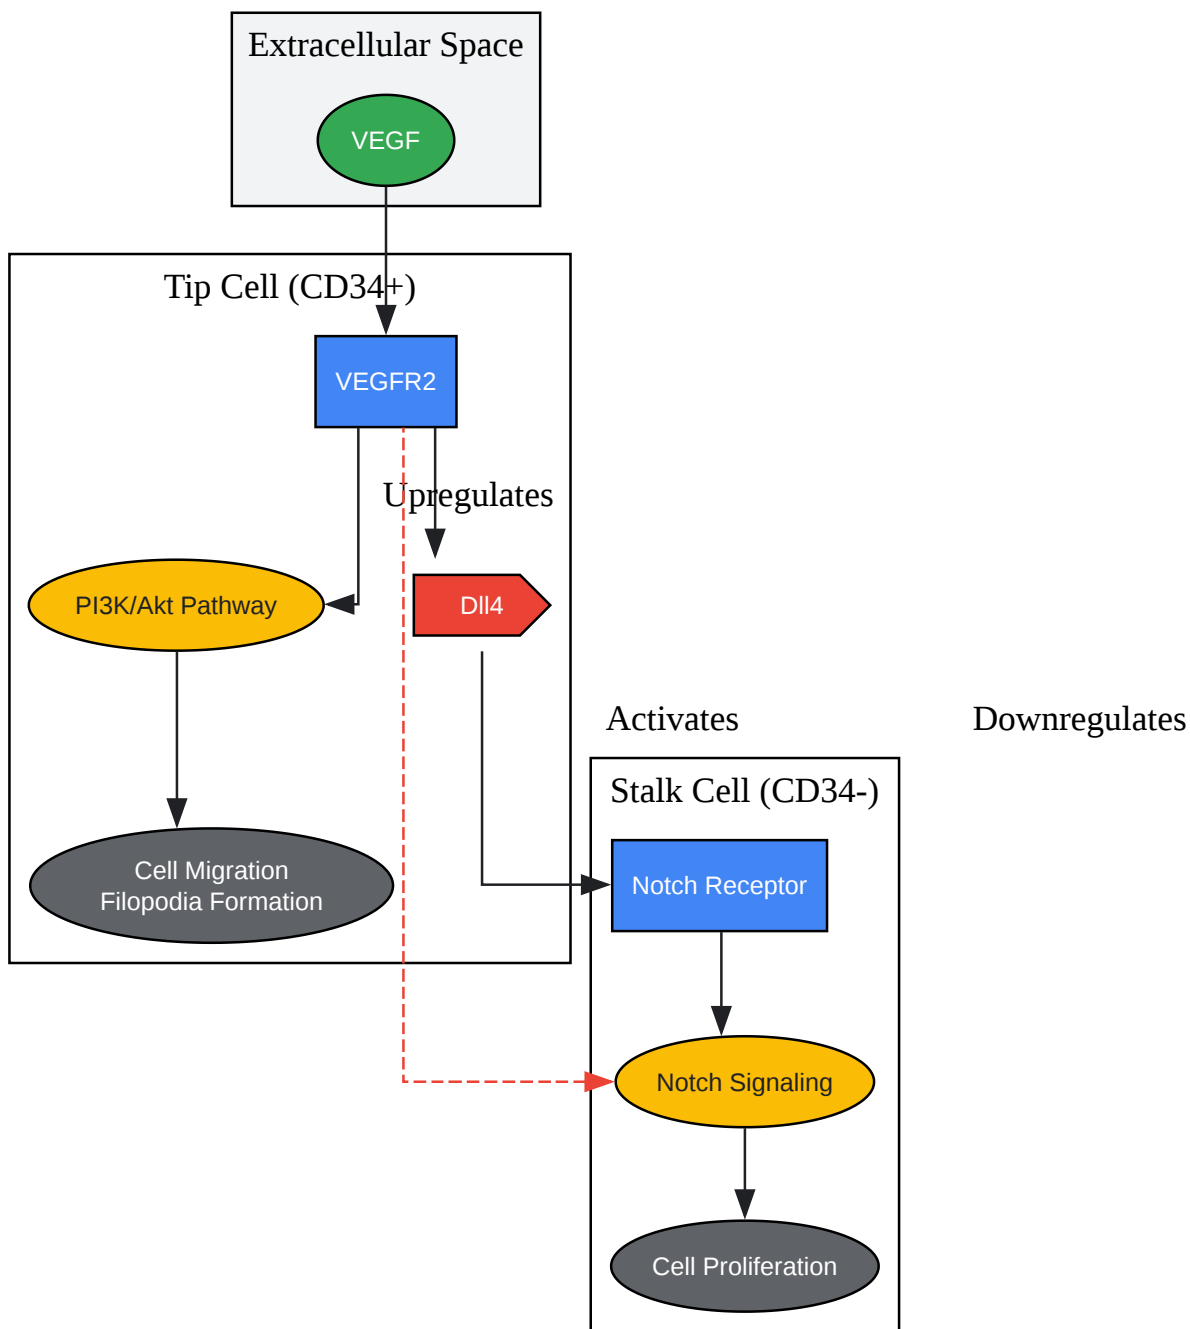 Extracellular Space
VEGF
Tip Cell (CD34+)
VEGFR2
Upregulates
PI3K/Akt Pathway
Dll4
Activates
Downregulates
Stalk Cell (CD34-)
Cell Migration
Filopodia Formation
Notch Receptor
Notch Signaling
Cell Proliferation